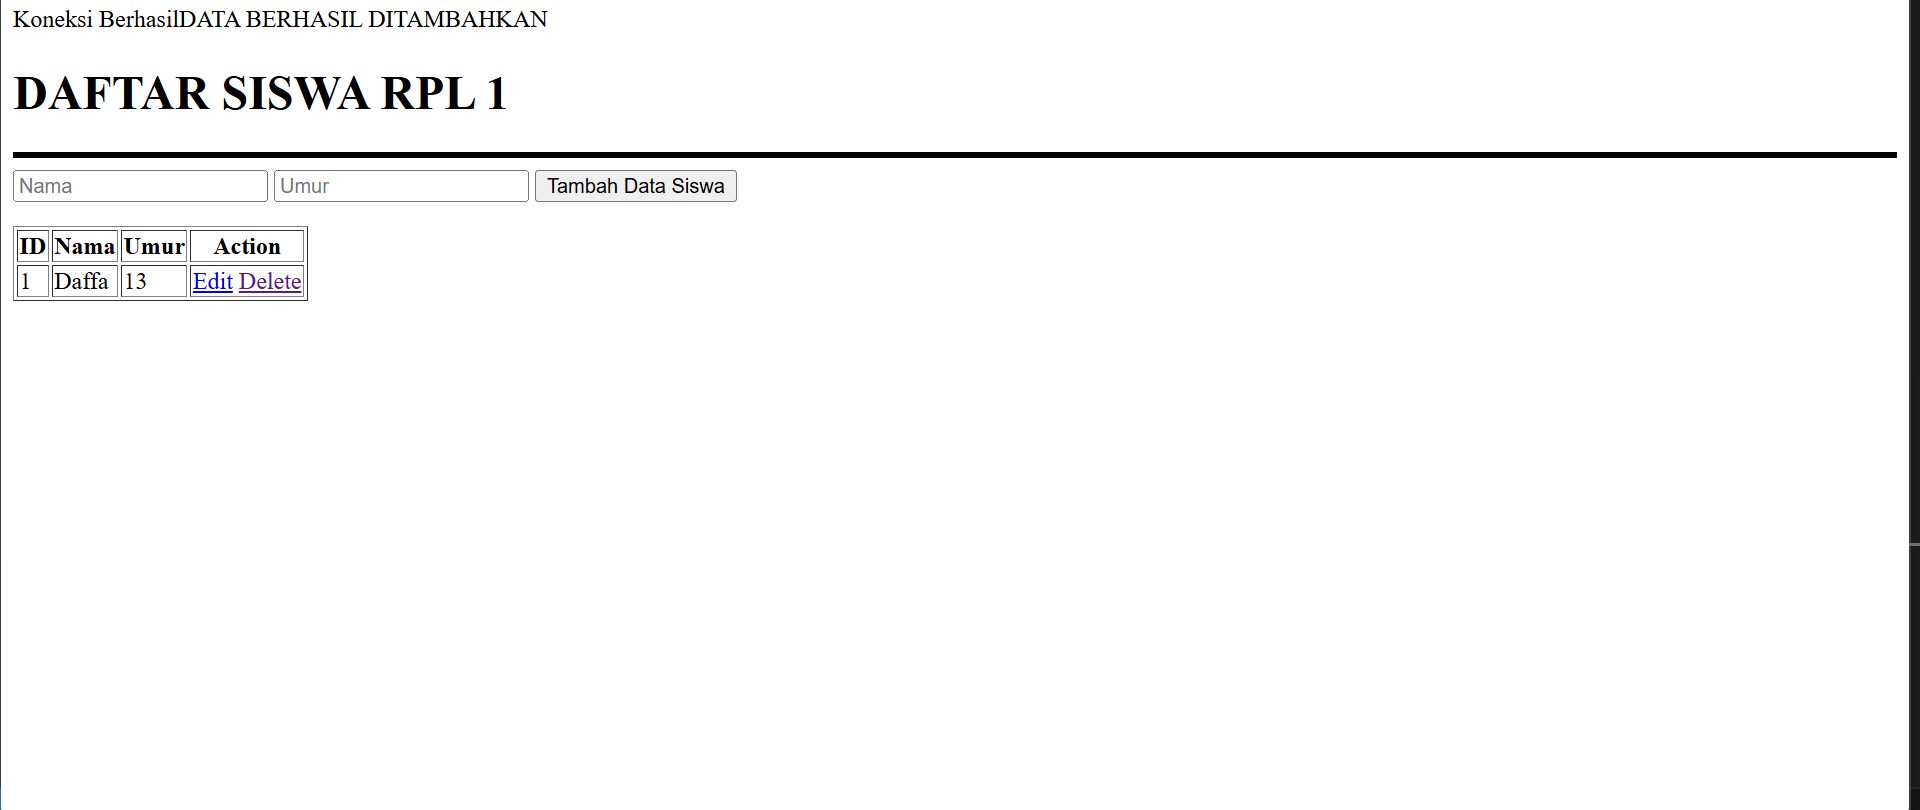 Koneksi BerhasilDATA BERHASIL DITAMBAHKAN
DAFTAR SISWA RPL 1
Nama Umur Tambah Data Siswa
ID Nama Umur Action
1 Daffa 13 Edit Delete